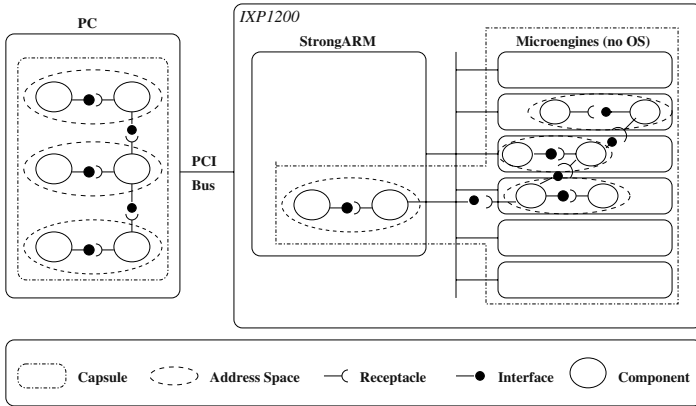 PC
IXP1200
StrongARM
Microengines (no OS)
PCI
Bus
Capsule
Address Space
Receptacle
Interface
Component